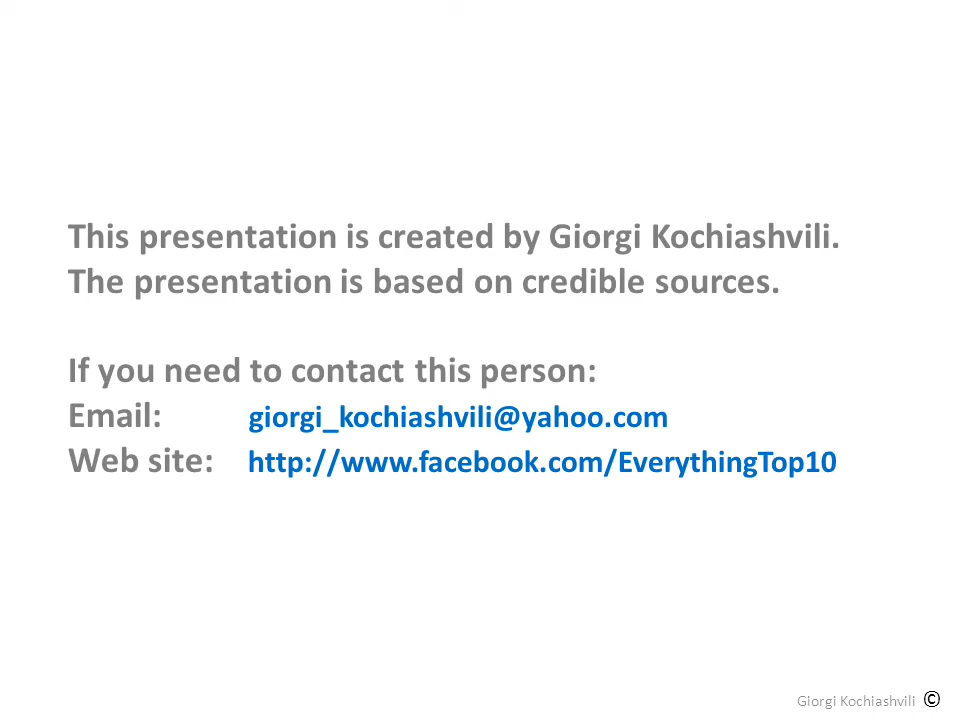 This presentation is created by Giorgi Kochiashvili.
The presentation is based on credible sources.
If you need to contact this person:
Email: giorgi_kochiashvili@yahoo.com
Web site: http://www.facebook.com/EverythingTop10
Giorgi Kochiashvili ©